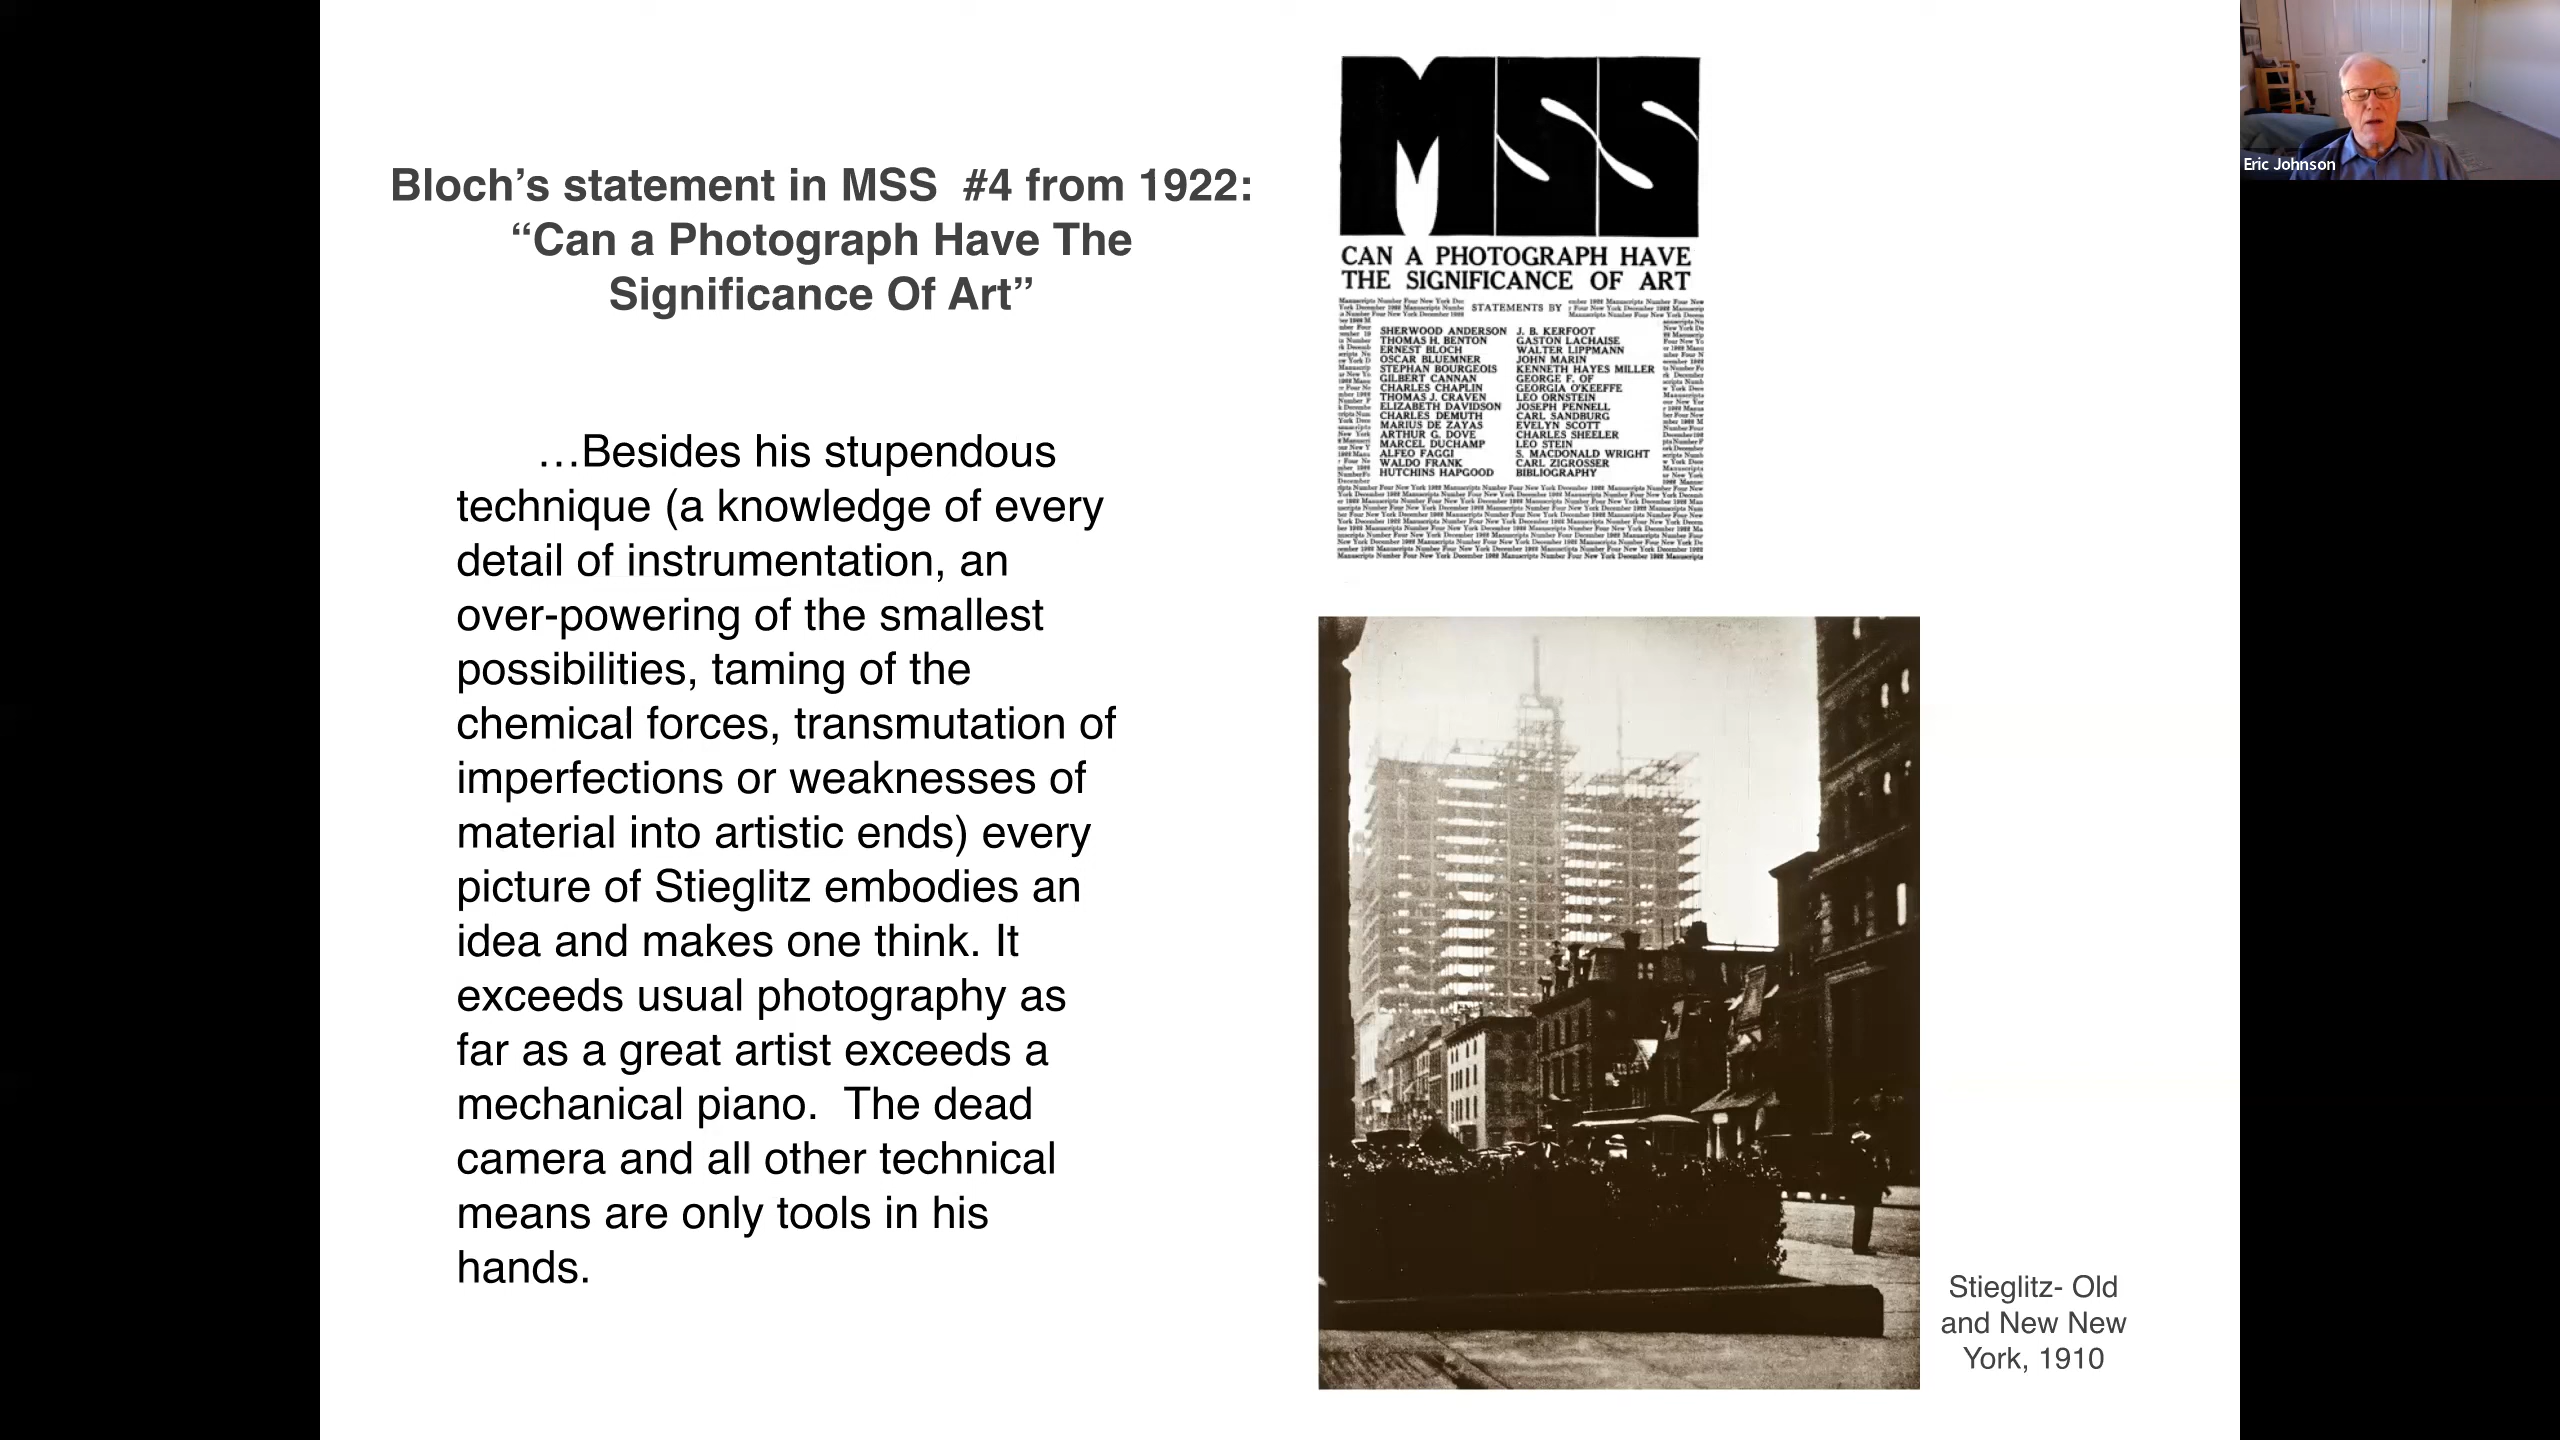 Bloch’s statement in MSS  #4 from 1922:
“Can a Photograph Have The
Significance Of Art”
…Besides his stupendous
technique (a knowledge of every
detail of instrumentation, an
over-powering of the smallest
possibilities, taming of the
chemical forces, transmutation of
imperfections or weaknesses of
material into artistic ends) every
picture of Stieglitz embodies an
idea and makes one think. It
exceeds usual photography as
far as a great artist exceeds a
mechanical piano.  The dead
camera and all other technical
means are only tools in his
hands.
MSS
CAN A PHOTOGRAPH HAVE
THE SIGNIFICANCE OF ART
STATEMENTS BY
SHERWOOD ANDERSON
THOMAS H. BENTON
ERNEST BLOCH
OSCAR BLUEMNER
STEPHAN BOURGEOIS
GILBERT CANNAN
CHARLES CHAPLIN
THOMAS J. CRAVEN
ELIZABETH DAVIDSON
CHARLES DEMUTH
MARIUS DE ZAYAS
ARTHUR G. DOVE
MARCEL DUCHAMP
ALFEO FAGGI
WALDO FRANK
HUTCHINS HAPGOOD
J. B. KERFOOT
GASTON LACHAISE
WALTER LIPPMANN
JOHN MARIN
KENNETH HAYES MILLER
GEORGE F. OF
GEORGIA O'KEEFFE
LEO ORNSTEIN
JOSEPH PENNELL
CARL SANDBURG
EVELYN SCOTT
CHARLES SHEELER
LEO STEIN
S. MACDONALD WRIGHT
CARL ZIGROSSER
BIBLIOGRAPHY
Stieglitz- Old
and New New
York, 1910
Eric Johnson